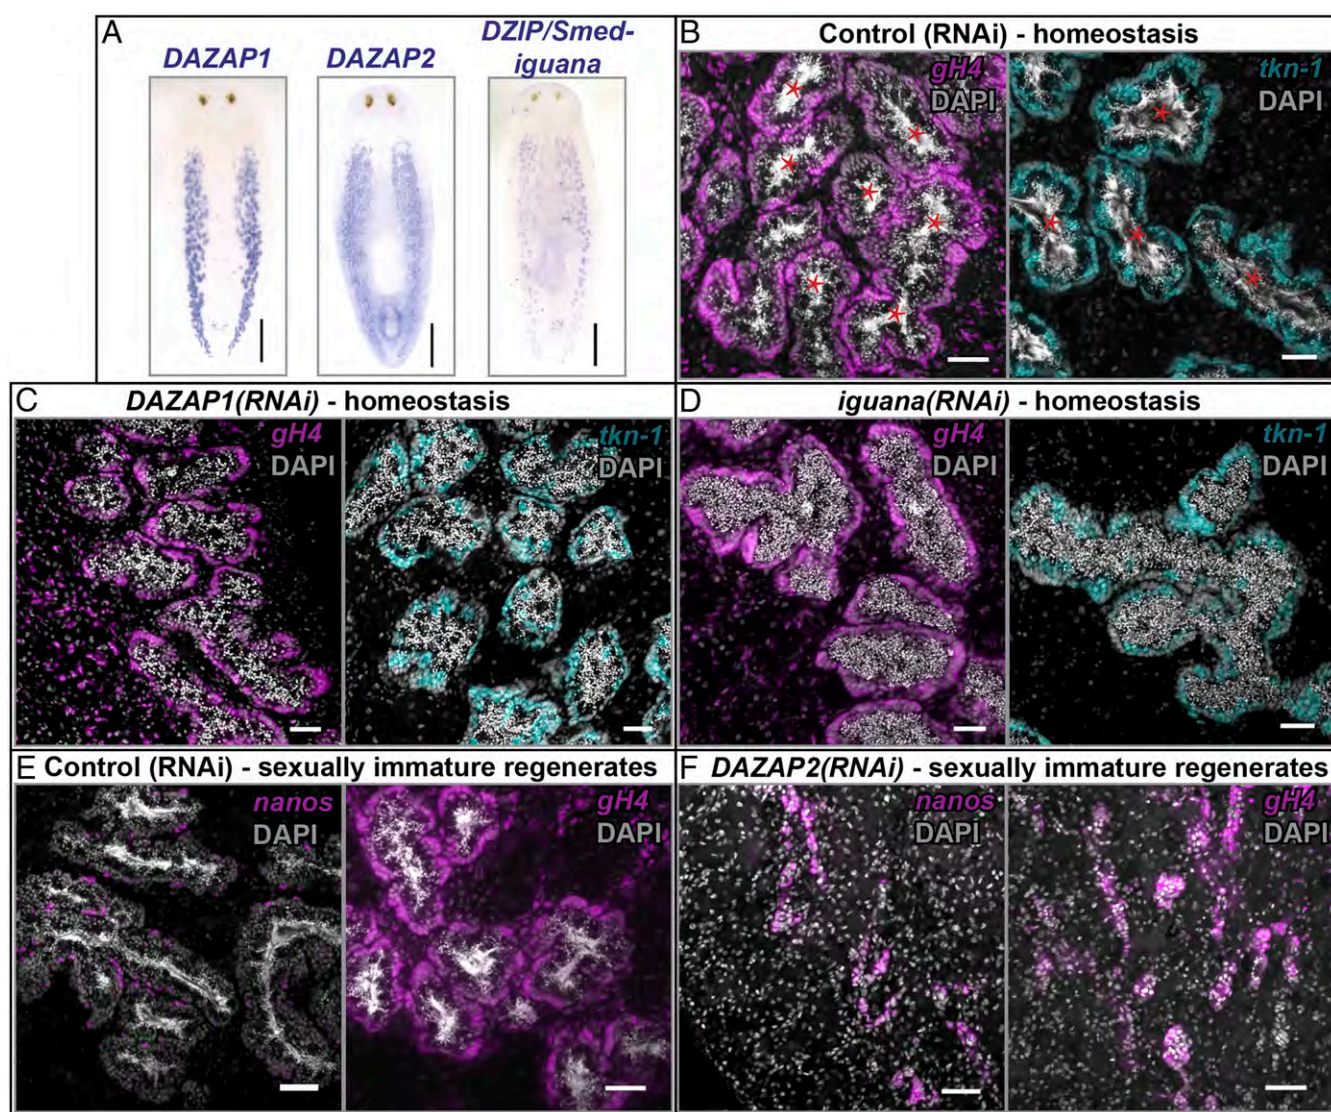 A
DAZAP1
DAZAP2
DZIP/Smed-
iguana
B
Control (RNAi) - homeostasis
gH4
DAPI
tkn-1
DAPI
C
DAZAP1(RNAi) - homeostasis
gH4
DAPI
tkn-1
DAPI
D
iguana(RNAi) - homeostasis
gH4
DAPI
tkn-1
DAPI
E
Control (RNAi) - sexually immature regenerates
nanos
DAPI
gH4
DAPI
F
DAZAP2(RNAi) - sexually immature regenerates
nanos
DAPI
gH4
DAPI